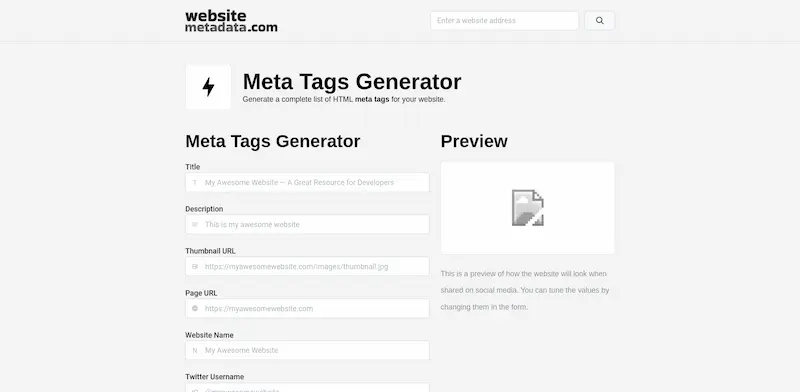 website
metadata.com
Enter a website address
Meta Tags Generator
Generate a complete list of HTML meta tags for your website.
Meta Tags Generator
Preview
Title
My Awesome Website — A Great Resource for Developers
Description
This is my awesome website
Thumbnail URL
https://myawesomewebsite.com/images/thumbnail.jpg
This is a preview of how the website will look when
shared on social media. You can tune the values by
changing them in the form.
Page URL
https://myawesomewebsite.com
Website Name
My Awesome Website
Twitter Username